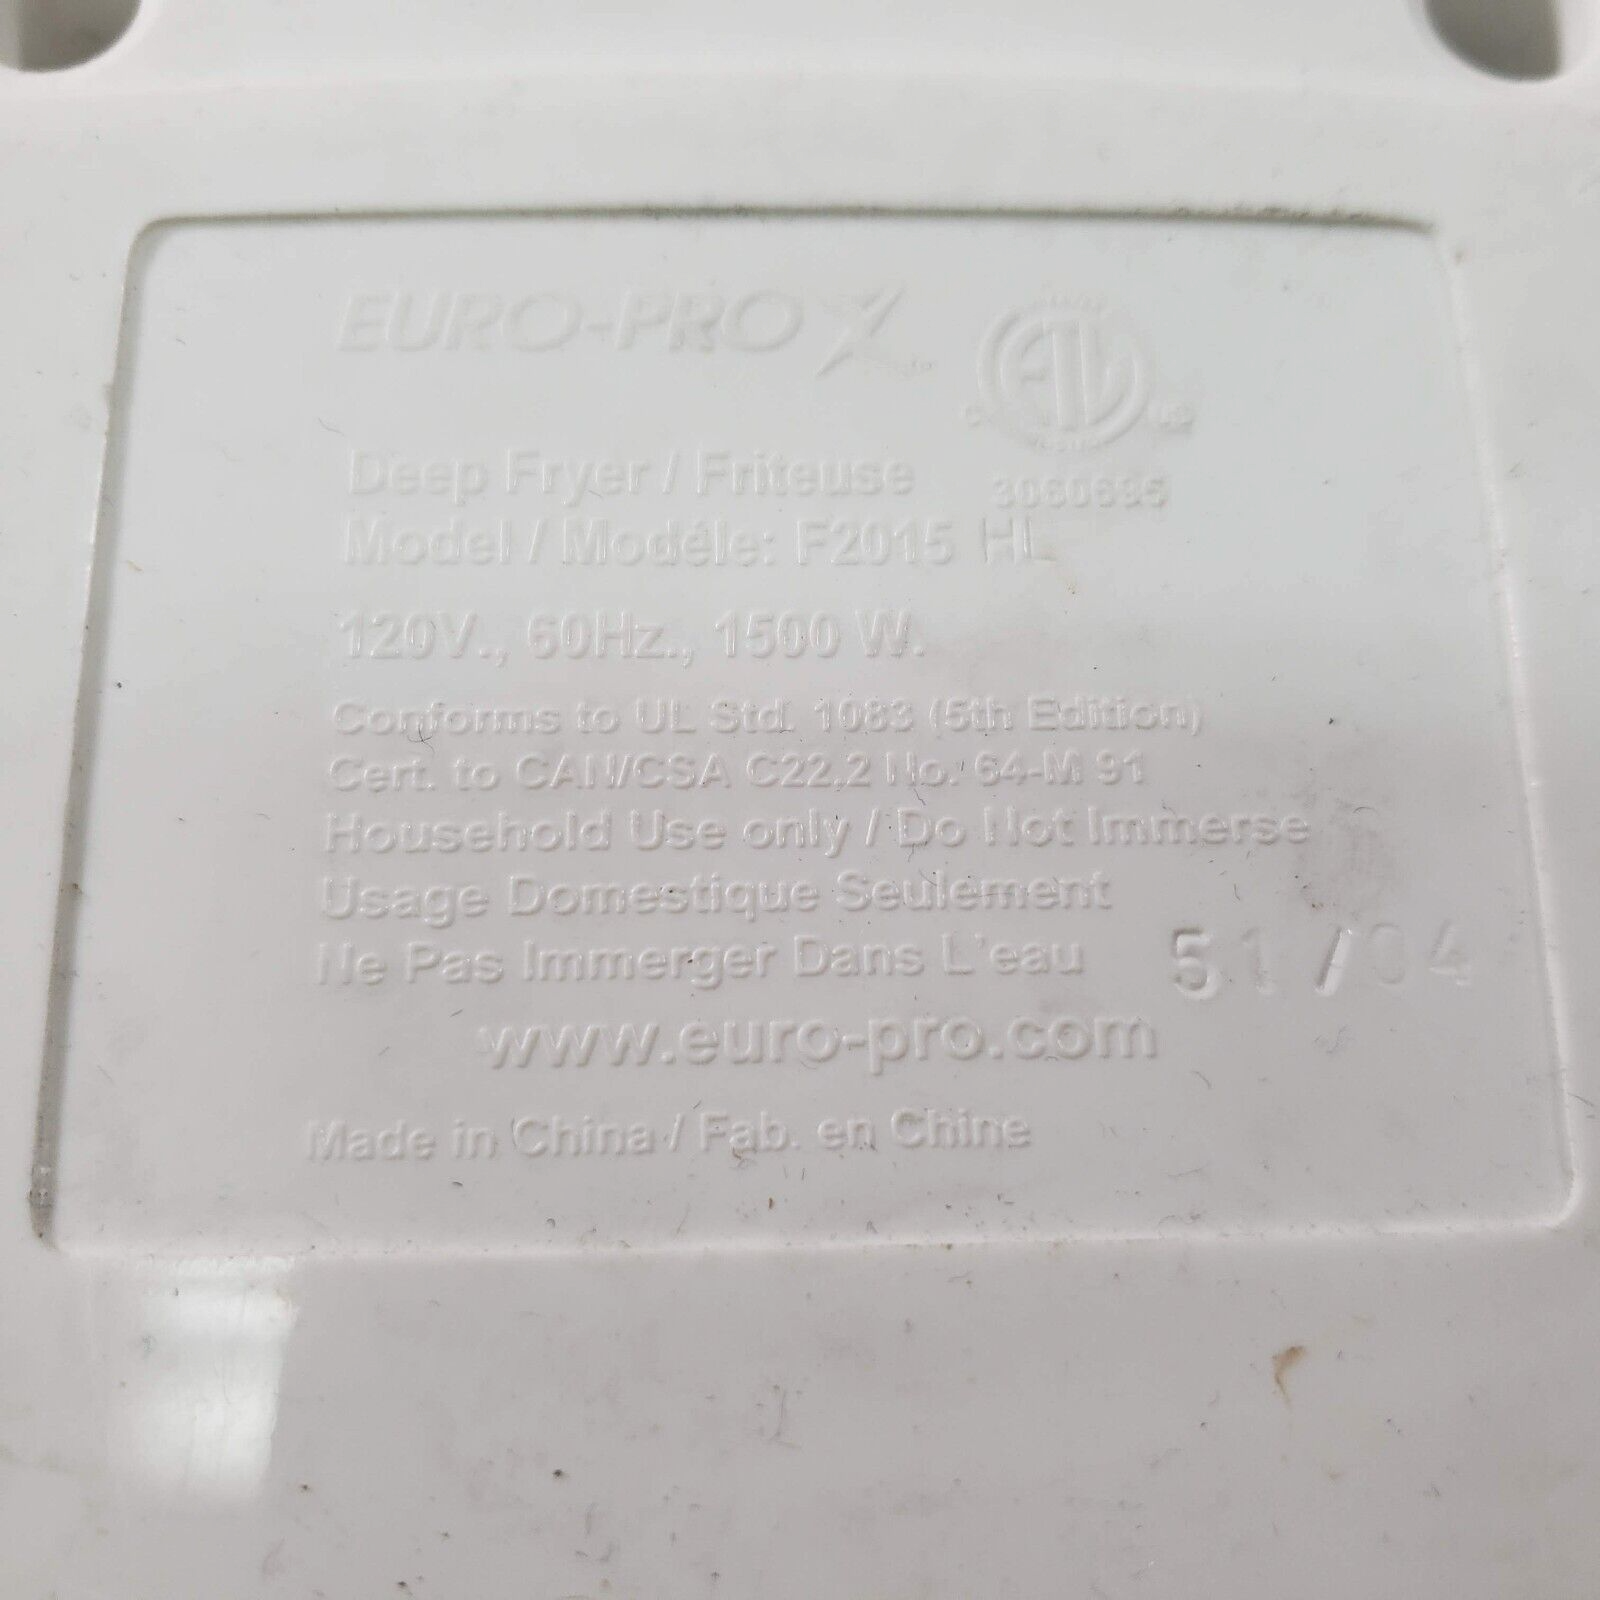 EURO-PRO X
Deep Fryer / Friteuse
3060695
Model / Modéle: F2015 HL
120V., 60Hz., 1500 W.
Conforms to UL Std. 1083 (5th Edition)
Cert. to CAN/CSA C22.2 No. 64-M 91
Household Use only / Do Not Immerse
Usage Domestique Seulement
Ne Pas Immerger Dans L'eau
51/04
www.euro-pro.com
Made in China / Fab. en Chine